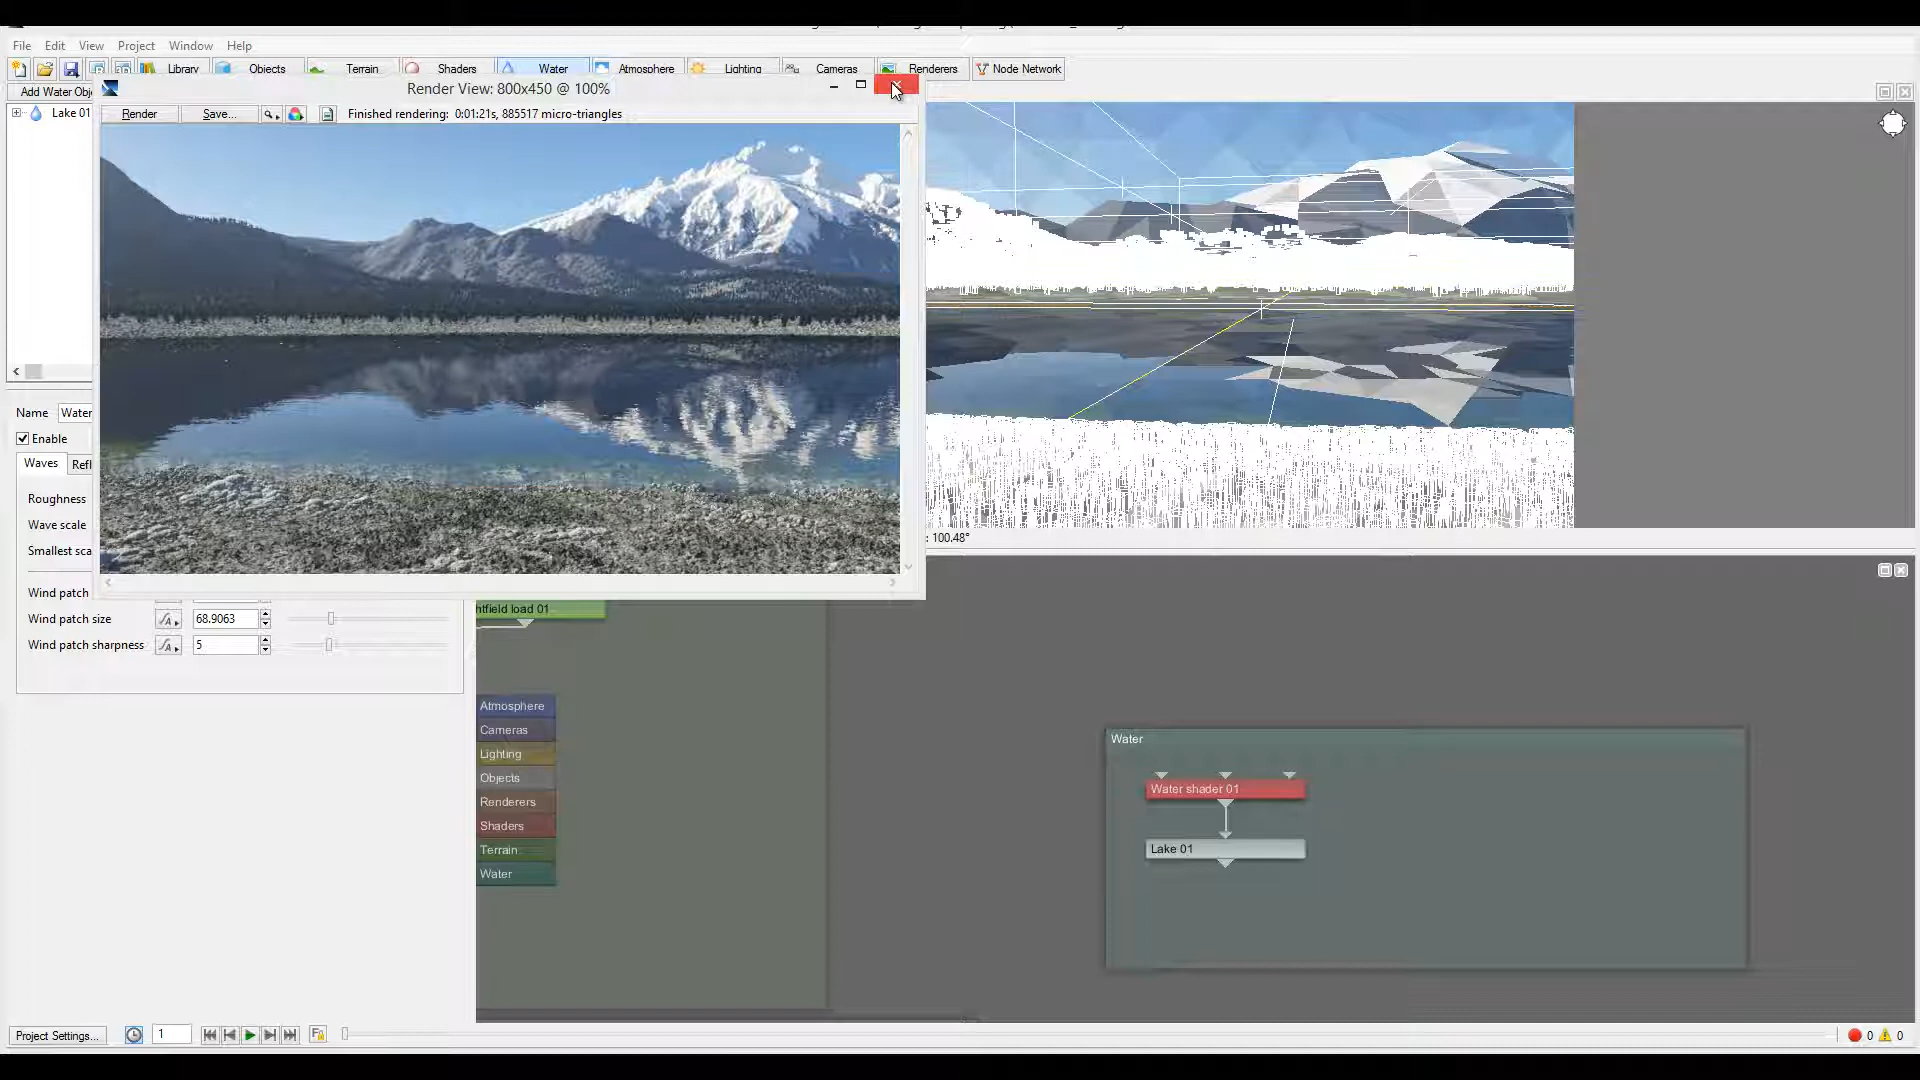 File Edit View Project Window Help
Library Objects Terrain Shaders Water Atmosphere Lighting Cameras Renderers Node Network
Add Water Obj
Render View: 800x450 @ 100%
Lake 01
Render Save... Finished rendering: 0:01:21s, 885517 micro-triangles
Name Water
Enable
Waves Refl
Roughness
Wave scale
Smallest sca
: 100.48°
Wind patch
Wind patch size 68.9063
Wind patch sharpness 5
htfield load 01
Atmosphere
Cameras
Lighting
Objects
Renderers
Shaders
Terrain
Water
Water
Water shader 01
Lake 01
Project Settings... 1 0 0